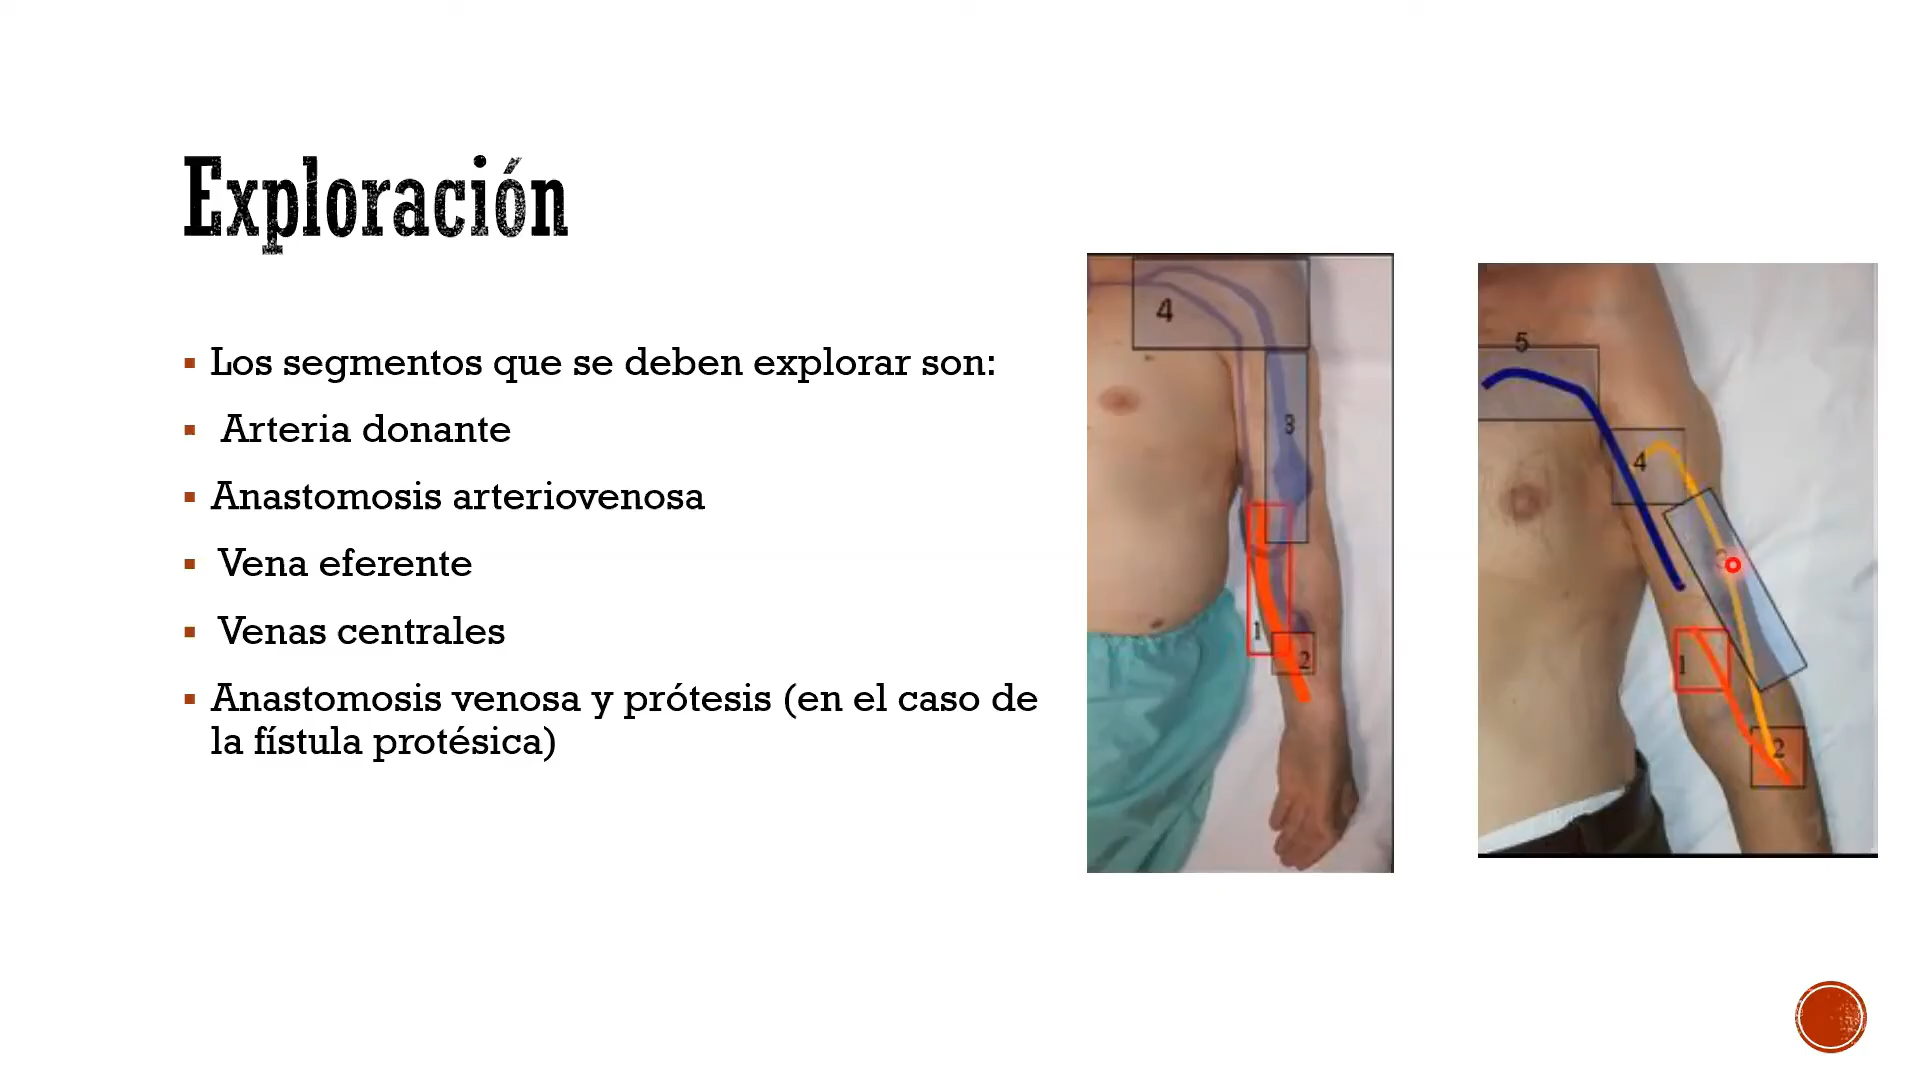 Exploración
Los segmentos que se deben explorar son:
Arteria donante
Anastomosis arteriovenosa
Vena eferente
Venas centrales
Anastomosis venosa y prótesis (en el caso de
la fístula protésica)
4
3
1
2
5
4
1
2